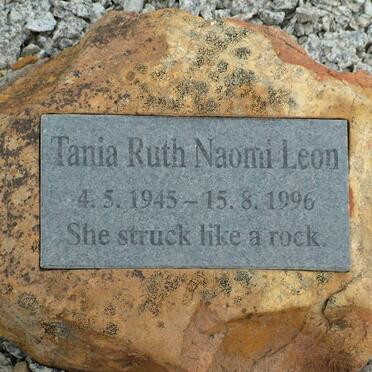 Tania Ruth Naomi Leon
4. 5. 1945 – 15. 8. 1996
She struck like a rock.